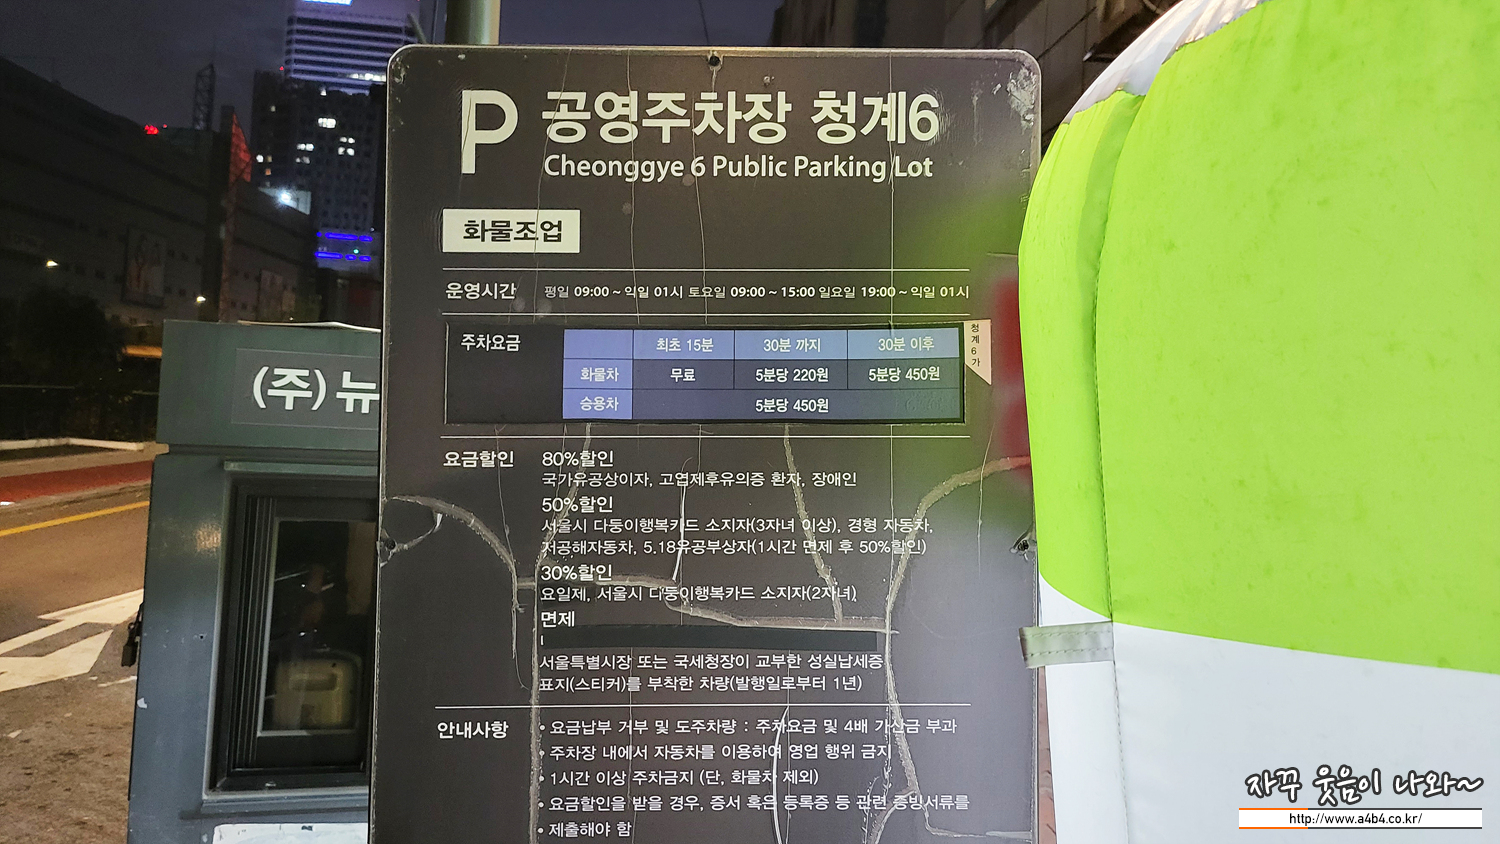 P 공영주차장 청계6
Cheonggye 6 Public Parking Lot
화물조업
운영시간 평일 09:00 ~ 익일 01시 토요일 09:00 ~ 15:00 일요일 19:00 ~ 익일 01시
주차요금 최초 15분 30분 까지 30분 이후
화물차 무료 5분당 220원 5분당 450원
승용차 5분당 450원
청계6가
요금할인 80%할인
국가유공상이자, 고엽제후유의증 환자, 장애인
50%할인
서울시 다둥이행복카드 소지자(3자녀 이상), 경형 자동차,
저공해자동차, 5.18유공부상자(1시간 면제 후 50%할인)
30%할인
요일제, 서울시 다둥이행복카드 소지자(2자녀)
면제
서울특별시장 또는 국세청장이 교부한 성실납세증
표지(스티커)를 부착한 차량(발행일로부터 1년)
안내사항 • 요금납부 거부 및 도주차량 : 주차요금 및 4배 가산금 부과
• 주차장 내에서 자동차를 이용하여 영업 행위 금지
• 1시간 이상 주차금지 (단, 화물차 제외)
• 요금할인을 받을 경우, 증서 혹은 등록증 등 관련 증빙서류를
• 제출해야 함
(주) 뉴
자꾸 웃음이 나와~
http://www.a4b4.co.kr/